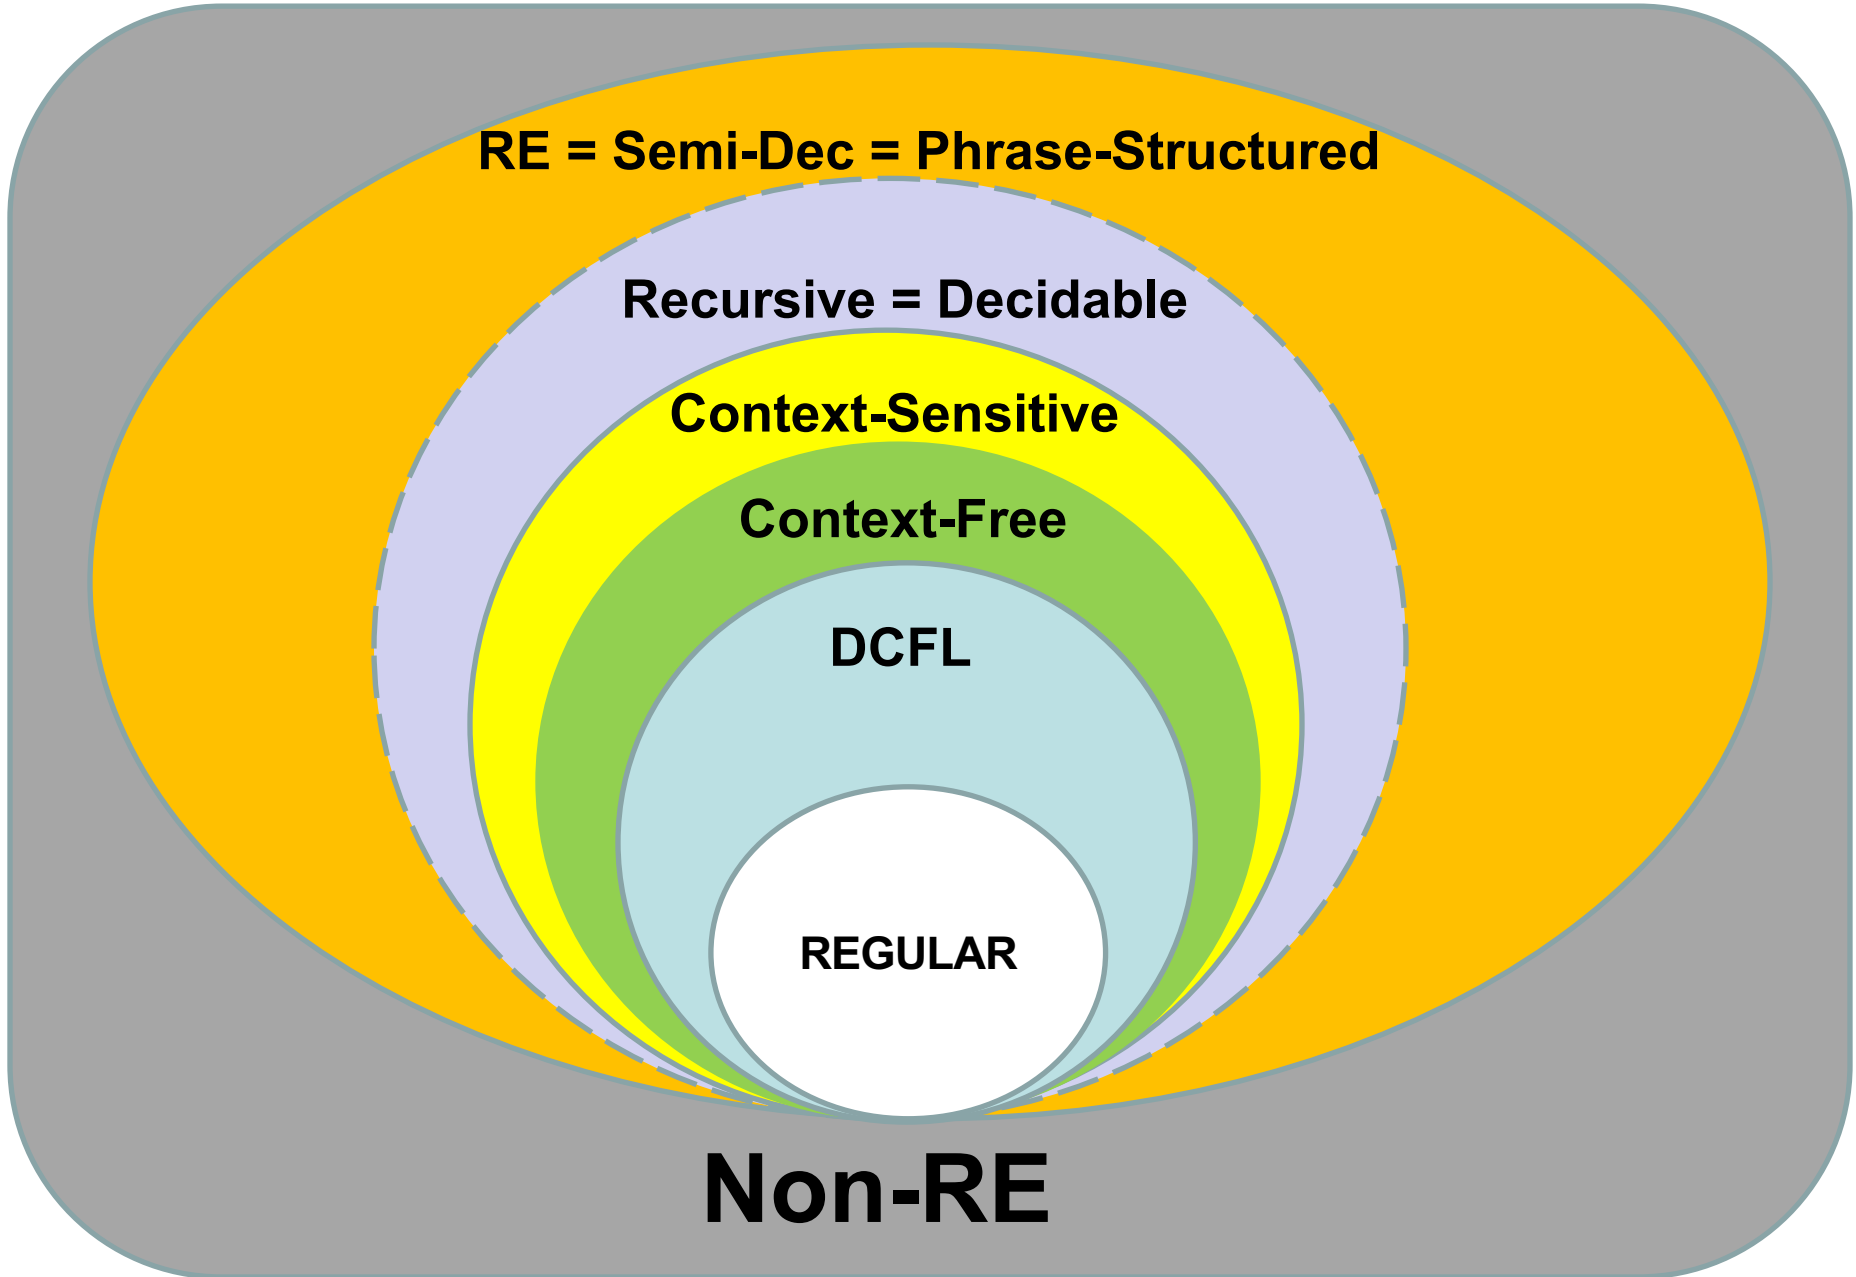 RE = Semi-Dec = Phrase-Structured
Recursive = Decidable
Context-Sensitive
Context-Free
DCFL
REGULAR
Non-RE